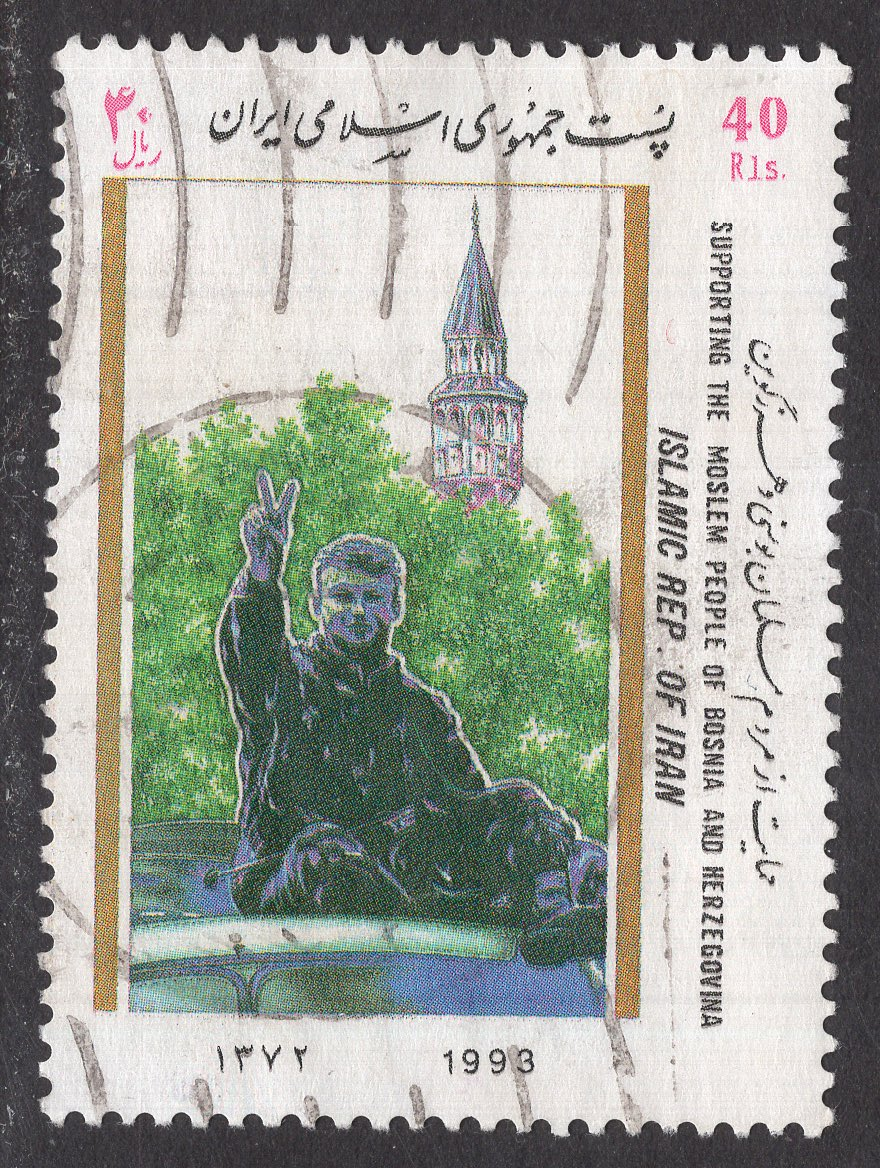 ۴۰
ریال
پست جمهوری اسلامی ایران
40
Rls.
حمایت از مردم مسلمان بوسنی و هرزگوین
SUPPORTING THE MOSLEM PEOPLE OF BOSNIA AND HERZEGOVINA
ISLAMIC REP. OF IRAN
۱۳۷۲
1993